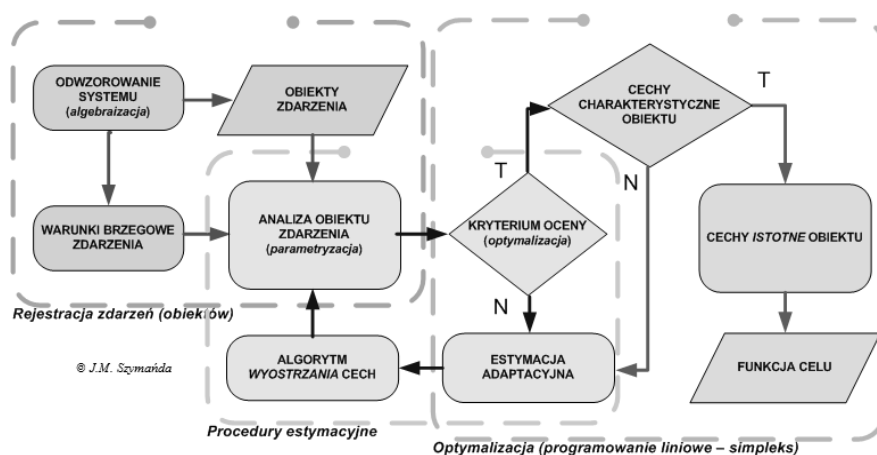 ODWZOROWANIE
SYSTEMU
(algebraizacja)
OBIEKTY
ZDARZENIA
CECHY
CHARAKTERYSTYCZNE
OBIEKTU
T
T
N
WARUNKI BRZEGOWE
ZDARZENIA
ANALIZA OBIEKTU
ZDARZENIA
(parametryzacja)
KRYTERIUM OCENY
(optymalizacja)
CECHY ISTOTNE OBIEKTU
N
Rejestracja zdarzeń (obiektów)
© J.M. Szymańda
ALGORYTM
WYOSTRZANIA CECH
ESTYMACJA
ADAPTACYJNA
FUNKCJA CELU
Procedury estymacyjne
Optymalizacja (programowanie liniowe – simpleks)